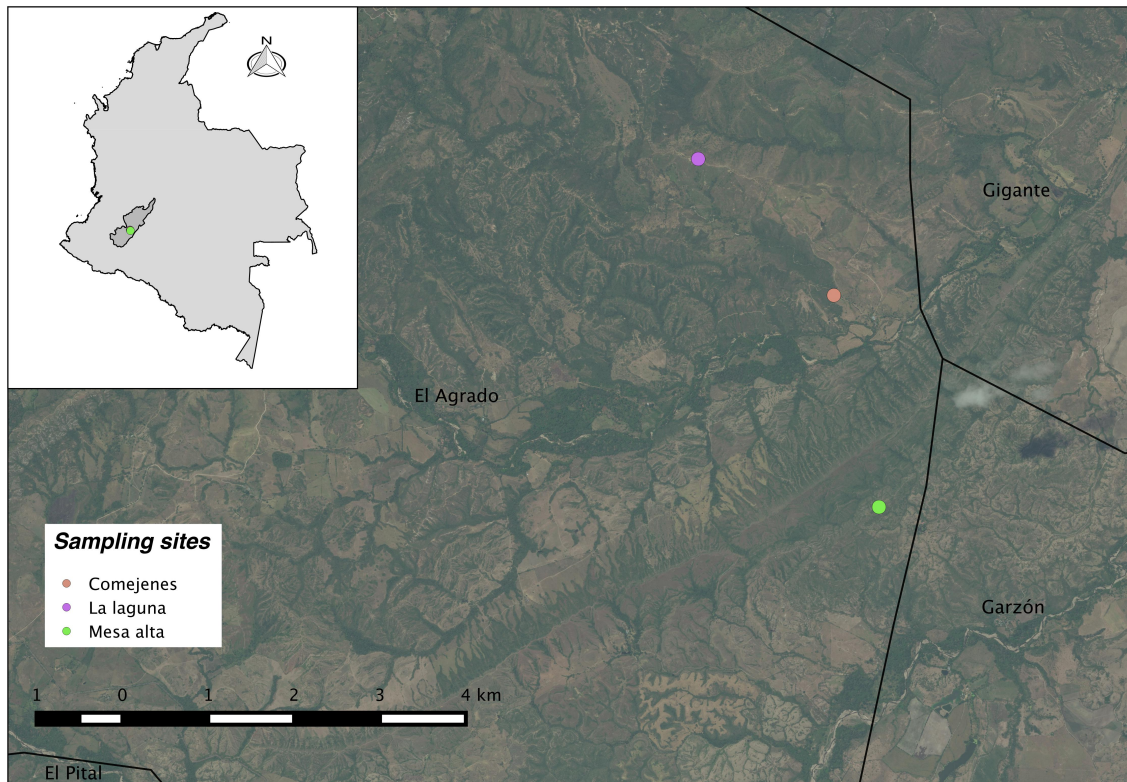 N
Gigante
El Agrado
Sampling sites
Comejenes
La laguna
Mesa alta
Garzón
1 0 1 2 3 4 km
El Pital